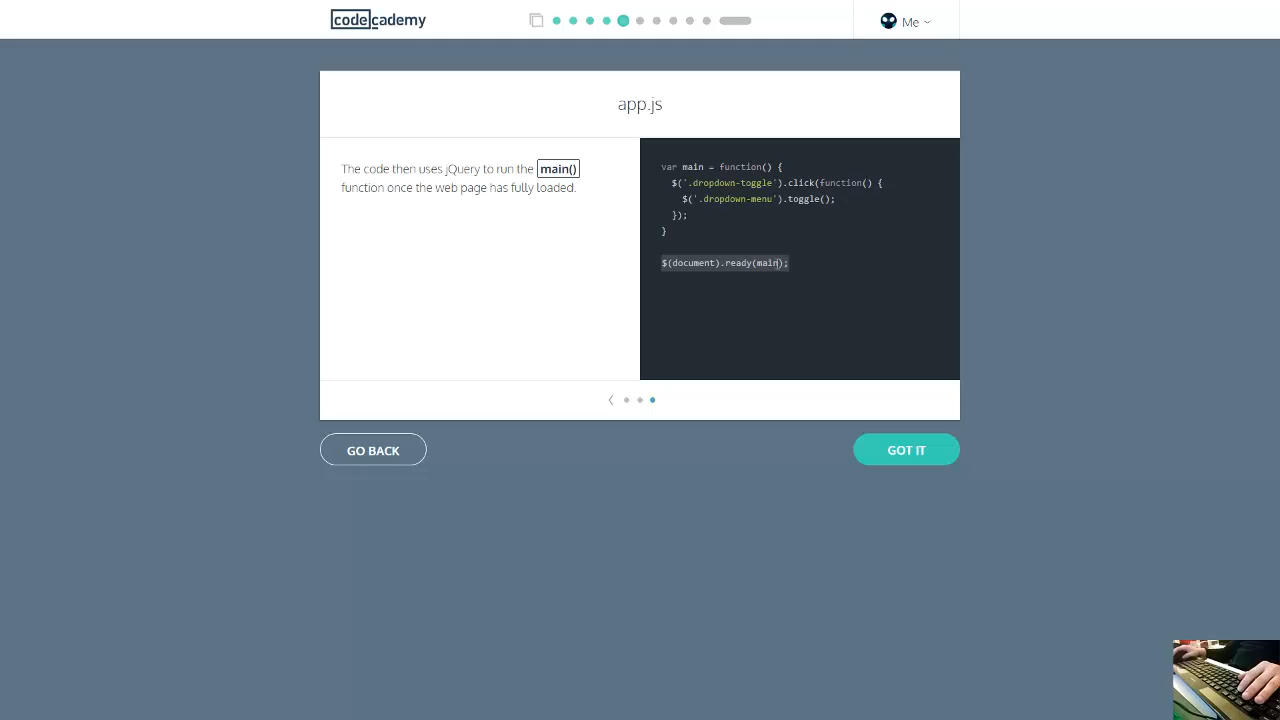 codecademy
Me
app.js
The code then uses jQuery to run the main()
function once the web page has fully loaded.
var main = function() {
$('.dropdown-toggle').click(function() {
$('.dropdown-menu').toggle();
});
}
$(document).ready(main);
GO BACK
GOT IT